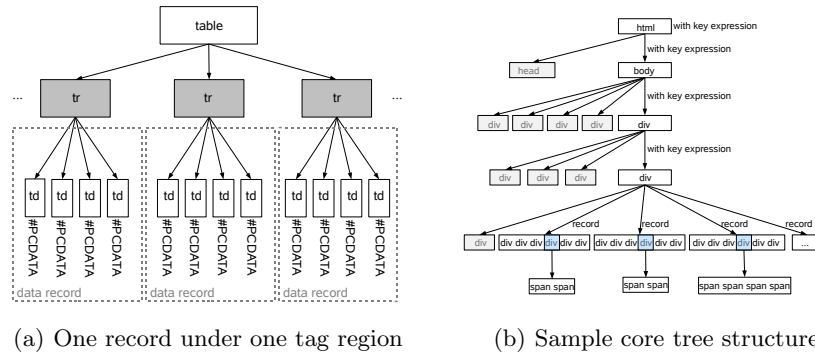 table
... tr tr tr ...
td td td td td td td td td td td td
#PCDATA #PCDATA #PCDATA #PCDATA #PCDATA #PCDATA #PCDATA #PCDATA #PCDATA #PCDATA #PCDATA #PCDATA
data record data record data record
(a) One record under one tag region
html with key expression
with key expression
head body
with key expression
div div div div div
with key expression
div div div div
record record record record
div div div div div div div div div div div div div div div div div div div ...
span span span span span span span span
(b) Sample core tree structure